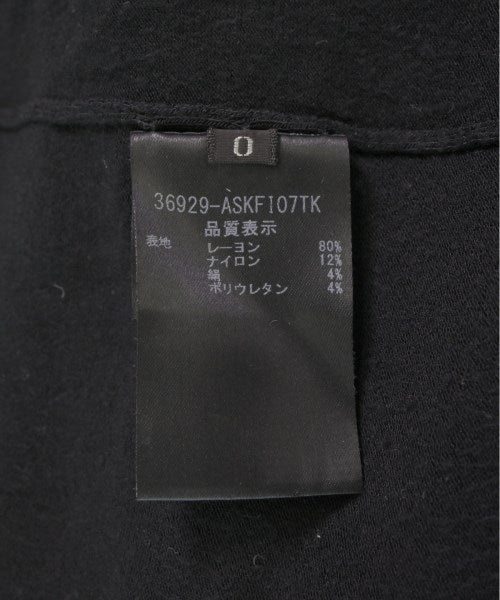 0
36929-ASKFI07TK
品質表示
表地 レーヨン 80%
ナイロン 12%
絹 4%
ポリウレタン 4%